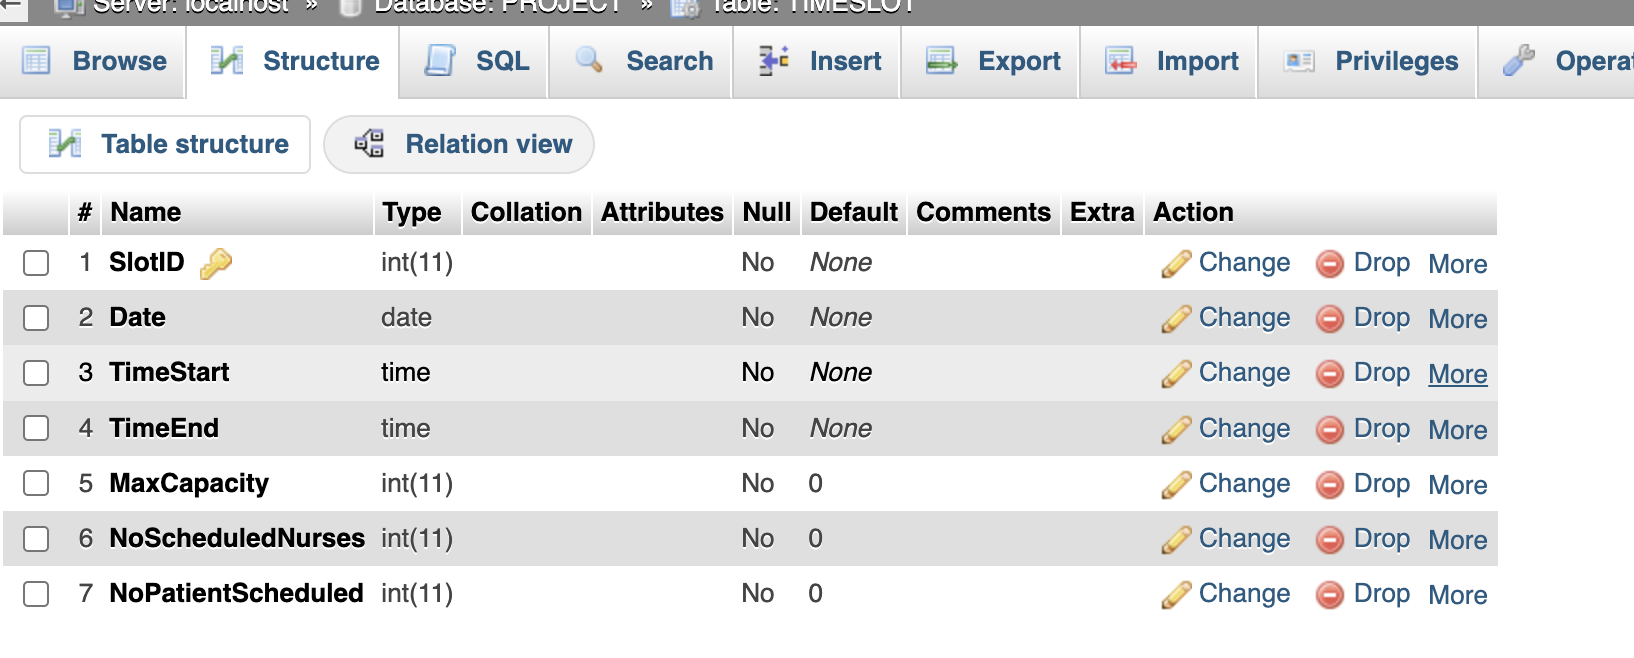 Server: localhost » Database: PROJECT » Table: TIMESLOT
Browse Structure SQL Search Insert Export Import Privileges Operat
Table structure Relation view
# Name Type Collation Attributes Null Default Comments Extra Action
1 SlotID int(11) No None Change Drop More
2 Date date No None Change Drop More
3 TimeStart time No None Change Drop More
4 TimeEnd time No None Change Drop More
5 MaxCapacity int(11) No 0 Change Drop More
6 NoScheduledNurses int(11) No 0 Change Drop More
7 NoPatientScheduled int(11) No 0 Change Drop More